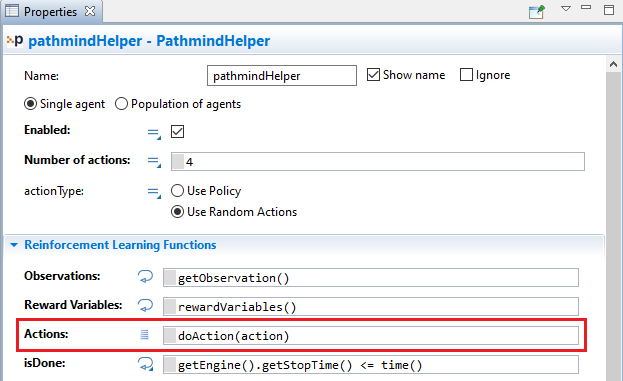 Properties
pathmindHelper - PathmindHelper
Name: pathmindHelper Show name Ignore
Single agent Population of agents
Enabled:
Number of actions: 4
actionType: Use Policy
Use Random Actions
Reinforcement Learning Functions
Observations: getObservation()
Reward Variables: rewardVariables()
Actions: doAction(action)
isDone: getEngine().getStopTime() <= time()